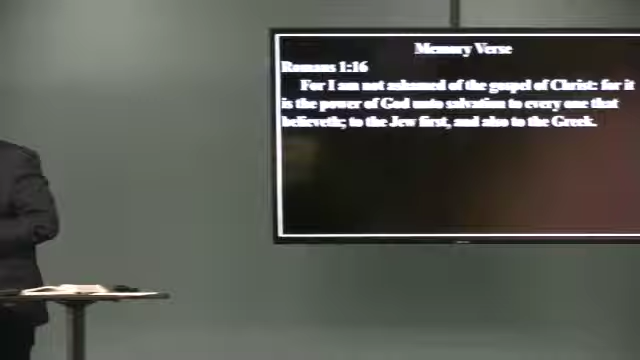 Memory Verse
Romans 1:16
For I am not ashamed of the gospel of Christ: for it
is the power of God unto salvation to every one that
believeth; to the Jew first, and also to the Greek.